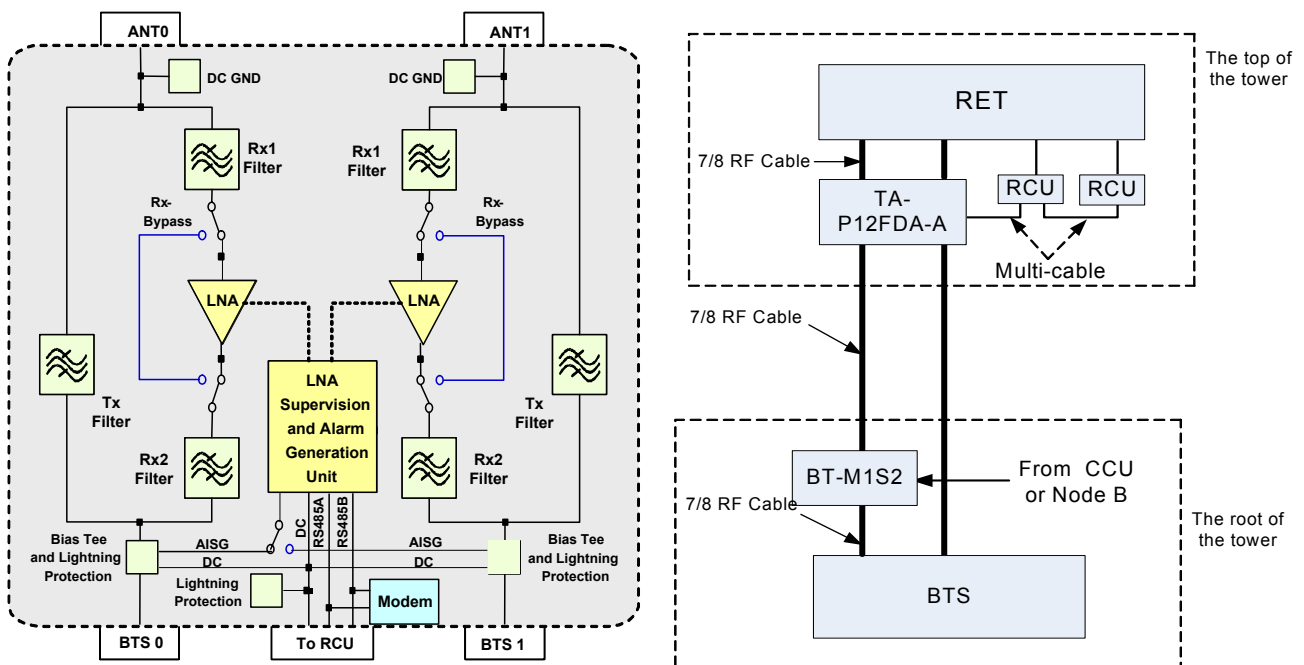 ANT0
ANT1
DC GND
DC GND
Rx1
Filter
Rx1
Filter
Rx-
Bypass
Rx-
Bypass
LNA
LNA
Tx
Filter
Tx
Filter
LNA
Supervision
and Alarm
Generation
Unit
Rx2
Filter
Rx2
Filter
DC
RS485A
RS485B
Bias Tee
and Lightning
Protection
AISG
DC
AISG
DC
Bias Tee
and Lightning
Protection
Lightning
Protection
Modem
BTS 0
To RCU
BTS 1
The top of
the tower
RET
7/8 RF Cable
RCU
RCU
TA-
P12FDA-A
Multi-cable
7/8 RF Cable
BT-M1S2
From CCU
or Node B
7/8 RF Cable
The root of
the tower
BTS